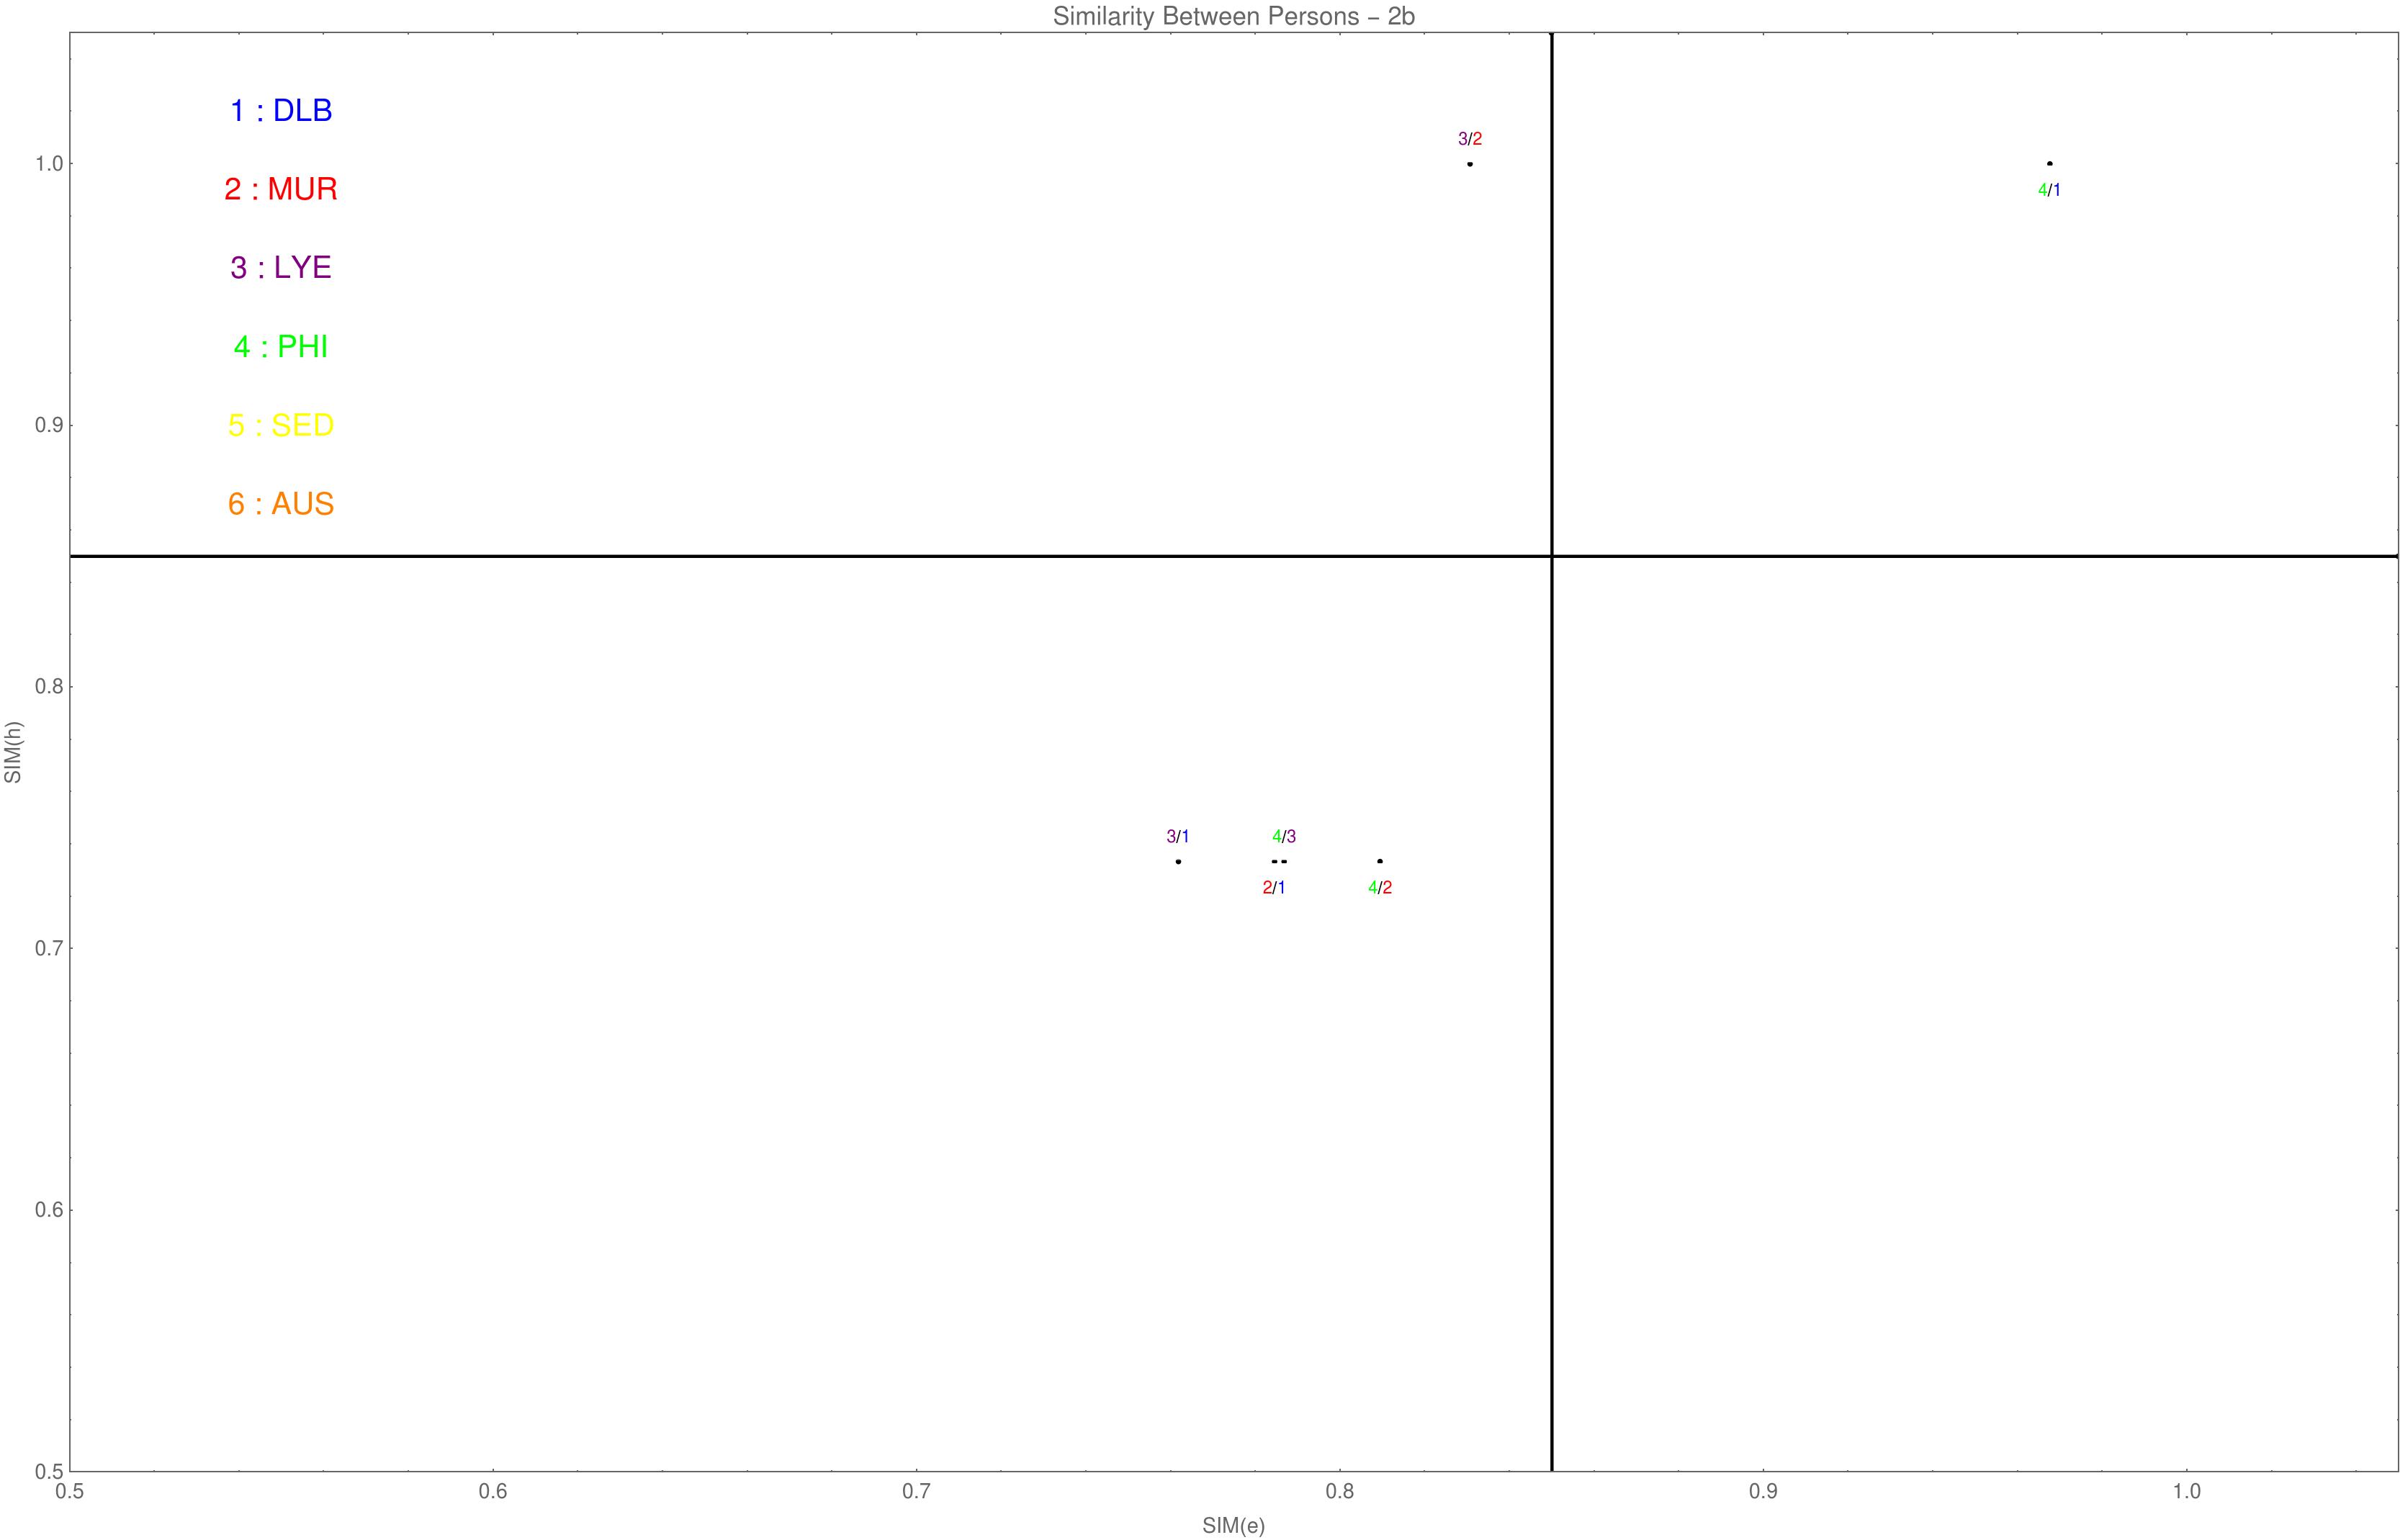 Similarity Between Persons – 2b
1 : DLB
3/2
1.0
4/1
2 : MUR
3 : LYE
4 : PHI
0.9
5 : SED
6 : AUS
0.8
SIM(h)
3/1
4/3
2/1
4/2
0.7
0.6
0.5
0.5
0.6
0.7
0.8
0.9
1.0
SIM(e)